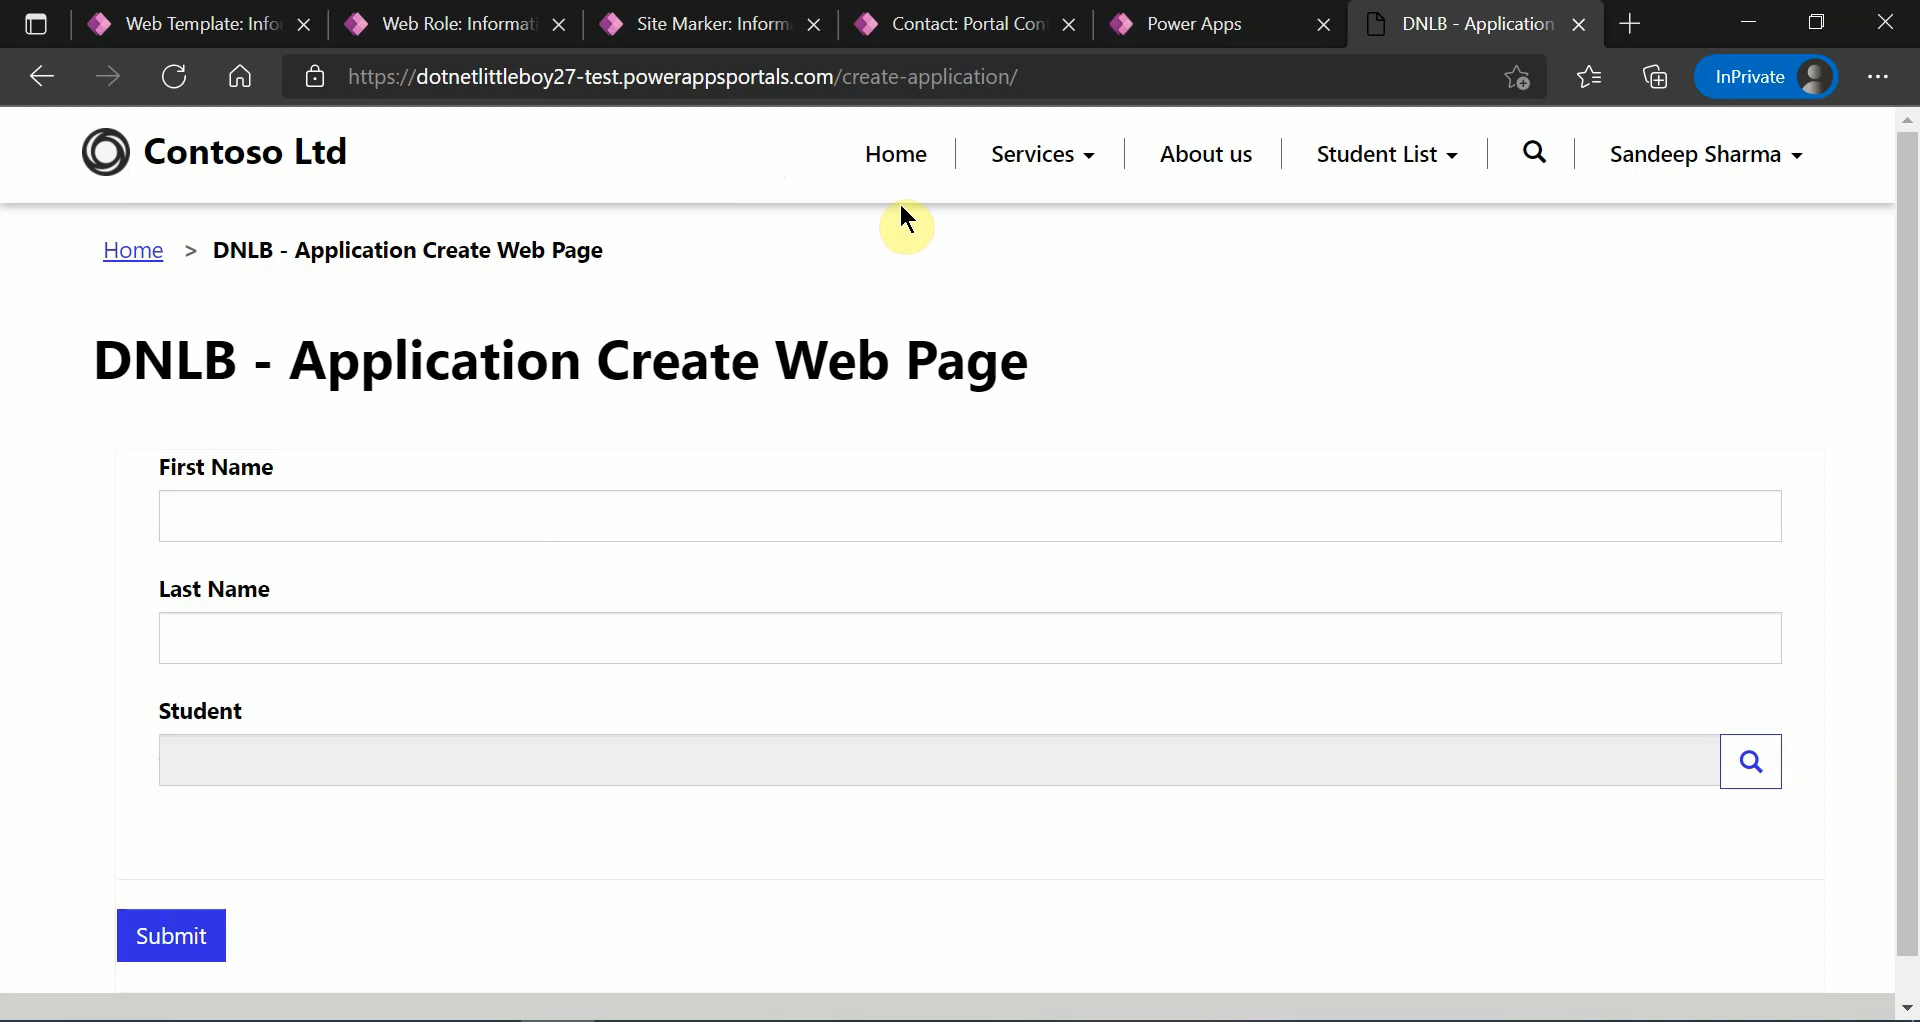 Web Template: Info
Web Role: Informati
Site Marker: Inform
Contact: Portal Con
Power Apps
DNLB - Application
https://dotnetlittleboy27-test.powerappsportals.com/create-application/
InPrivate
Contoso Ltd
Home
Services
About us
Student List
Sandeep Sharma
Home > DNLB - Application Create Web Page
DNLB - Application Create Web Page
First Name
Last Name
Student
Submit